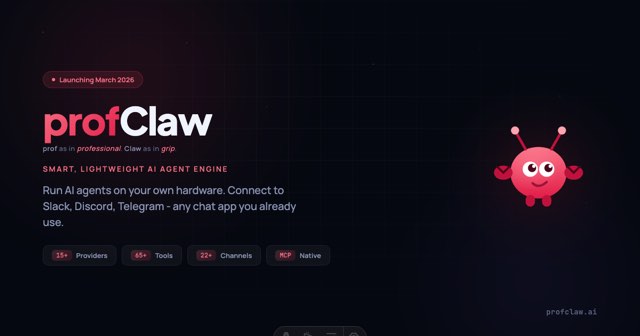 Launching March 2026
profClaw
prof as in professional. Claw as in grip.
SMART, LIGHTWEIGHT AI AGENT ENGINE
Run AI agents on your own hardware. Connect to
Slack, Discord, Telegram - any chat app you already
use.
15+ Providers 65+ Tools 22+ Channels MCP Native
profclaw.ai